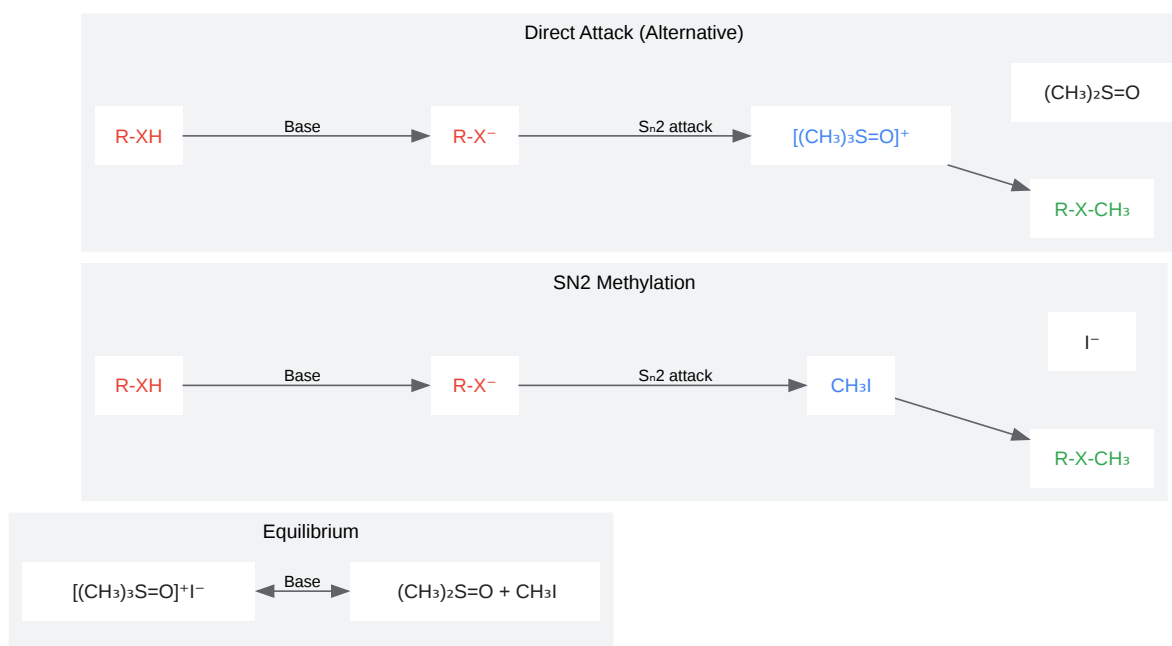 Direct Attack (Alternative)
(CH₃)₂S=O
R-XH
Base
R-X⁻
Sₙ2 attack
[(CH₃)₃S=O]⁺
R-X-CH₃
SN2 Methylation
I⁻
R-XH
Base
R-X⁻
Sₙ2 attack
CH₃I
R-X-CH₃
Equilibrium
[(CH₃)₃S=O]⁺I⁻
Base
(CH₃)₂S=O + CH₃I